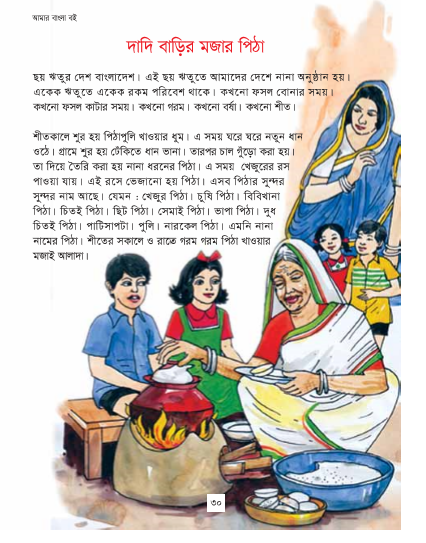 আমার বাংলা বই
দাদি বাড়ির মজার পিঠা
ছয় ঋতুর দেশ বাংলাদেশ। এই ছয় ঋতুতে আমাদের দেশে নানা অনুষ্ঠান হয়।
একেক ঋতুতে একেক রকম পরিবেশ থাকে। কখনো ফসল বোনার সময়।
কখনো ফসল কাটার সময়। কখনো গরম। কখনো বর্ষা। কখনো শীত।
শীতকালে শুরু হয় পিঠাপুলি খাওয়ার ধুম। এ সময় ঘরে ঘরে নতুন ধান
ওঠে। গ্রামে শুরু হয় ঢেঁকিতে ধান ভানা। তারপর চাল গুঁড়ো করা হয়।
তা দিয়ে তৈরি করা হয় নানা ধরনের পিঠা। এ সময় খেজুরের রস
পাওয়া যায়। এই রসে ভেজানো হয় পিঠা। এসব পিঠার সুন্দর
সুন্দর নাম আছে। যেমন : খেজুর পিঠা। চুষি পিঠা। বিবিখানা
পিঠা। চিতই পিঠা। ছিট পিঠা। সেমাই পিঠা। ভাপা পিঠা। দুধ
চিতই পিঠা। পাটিসাপটা। পুলি। নারকেল পিঠা। এমনি নানা
নামের পিঠা। শীতের সকালে ও রাতে গরম গরম পিঠা খাওয়ার
মজাই আলাদা।
৩০